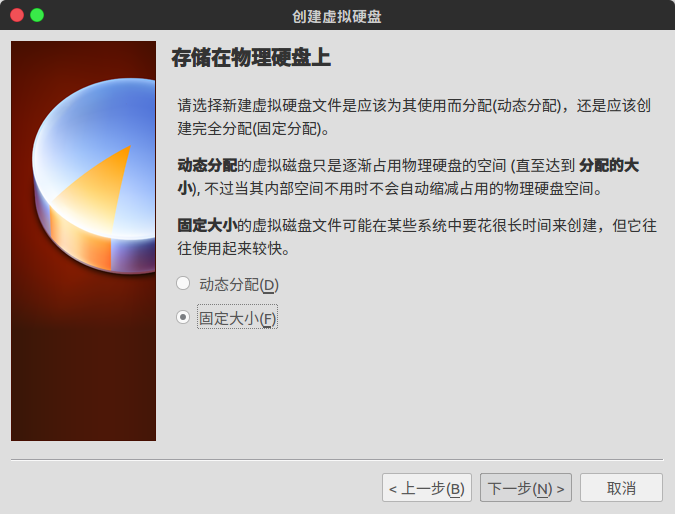 创建虚拟硬盘
存储在物理硬盘上
请选择新建虚拟硬盘文件是应该为其使用而分配(动态分配)，还是应该创
建完全分配(固定分配)。
动态分配的虚拟磁盘只是逐渐占用物理硬盘的空间 (直至达到 分配的大
小), 不过当其内部空间不用时不会自动缩减占用的物理硬盘空间。
固定大小的虚拟磁盘文件可能在某些系统中要花很长时间来创建，但它往
往使用起来较快。
动态分配(D)
固定大小(F)
< 上一步(B)
下一步(N) >
取消